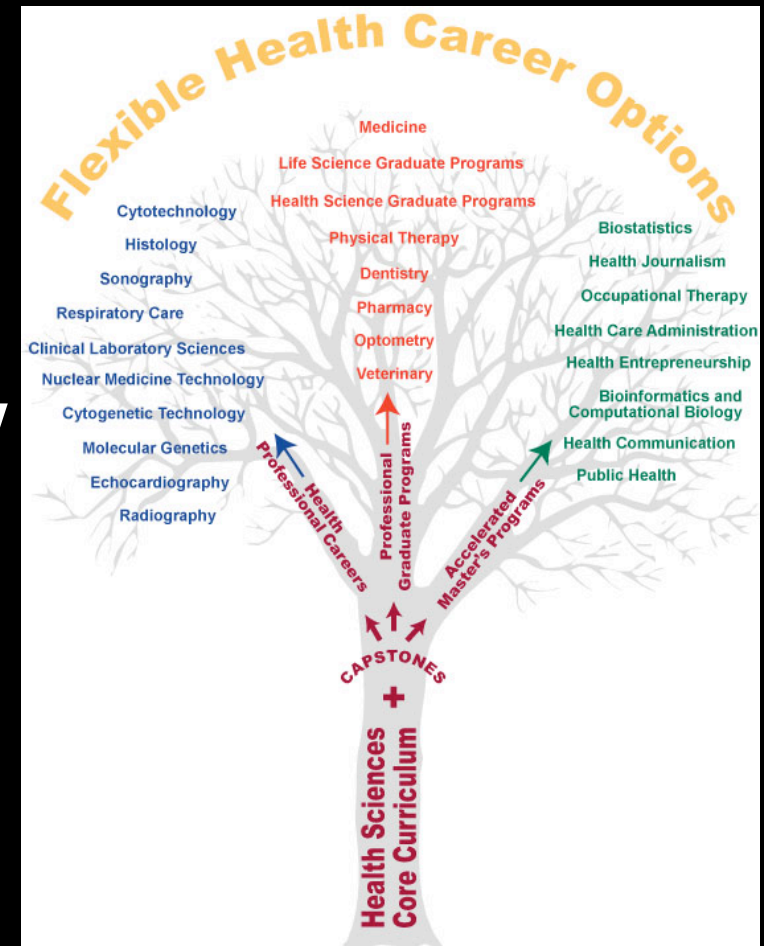 Flexible Health Career Options
Medicine
Life Science Graduate Programs
Health Science Graduate Programs
Physical Therapy
Dentistry
Pharmacy
Optometry
Veterinary
Cytotechnology
Histology
Sonography
Respiratory Care
Clinical Laboratory Sciences
Nuclear Medicine Technology
Cytogenetic Technology
Molecular Genetics
Echocardiography
Radiography
Biostatistics
Health Journalism
Occupational Therapy
Health Care Administration
Health Entrepreneurship
Bioinformatics and
Computational Biology
Health Communication
Public Health
Health
Professional Careers
Professional
Graduate Programs
Accelerated
Master's Programs
CAPSTONES
+
Health Sciences
Core Curriculum